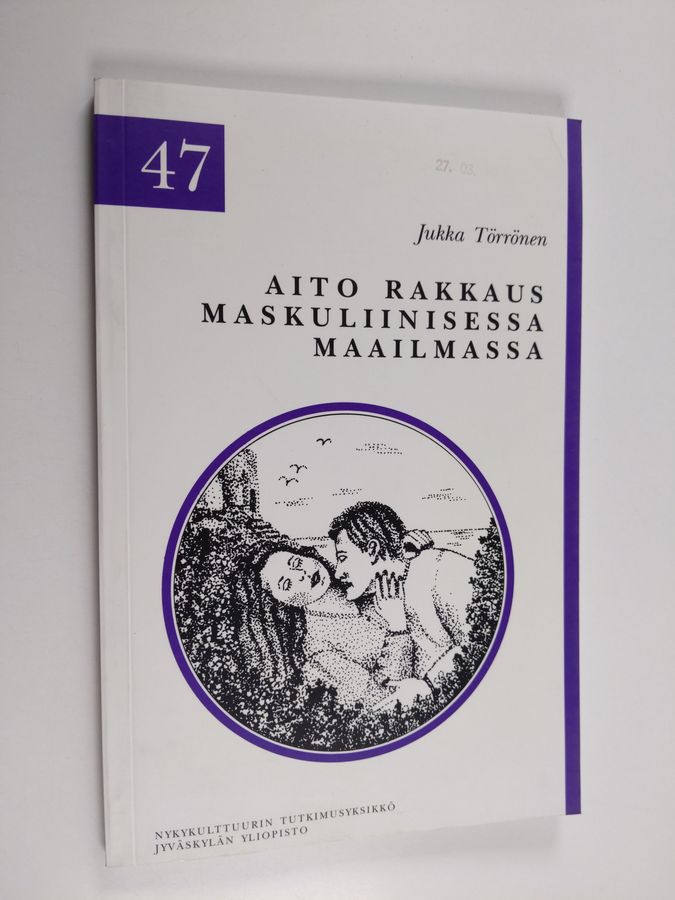 47
27. 03.
Jukka Törrönen
AITO RAKKAUS
MASKULIINISESSA
MAAILMASSA
NYKYKULTTUURIN TUTKIMUSYKSIKKÖ
JYVÄSKYLÄN YLIOPISTO